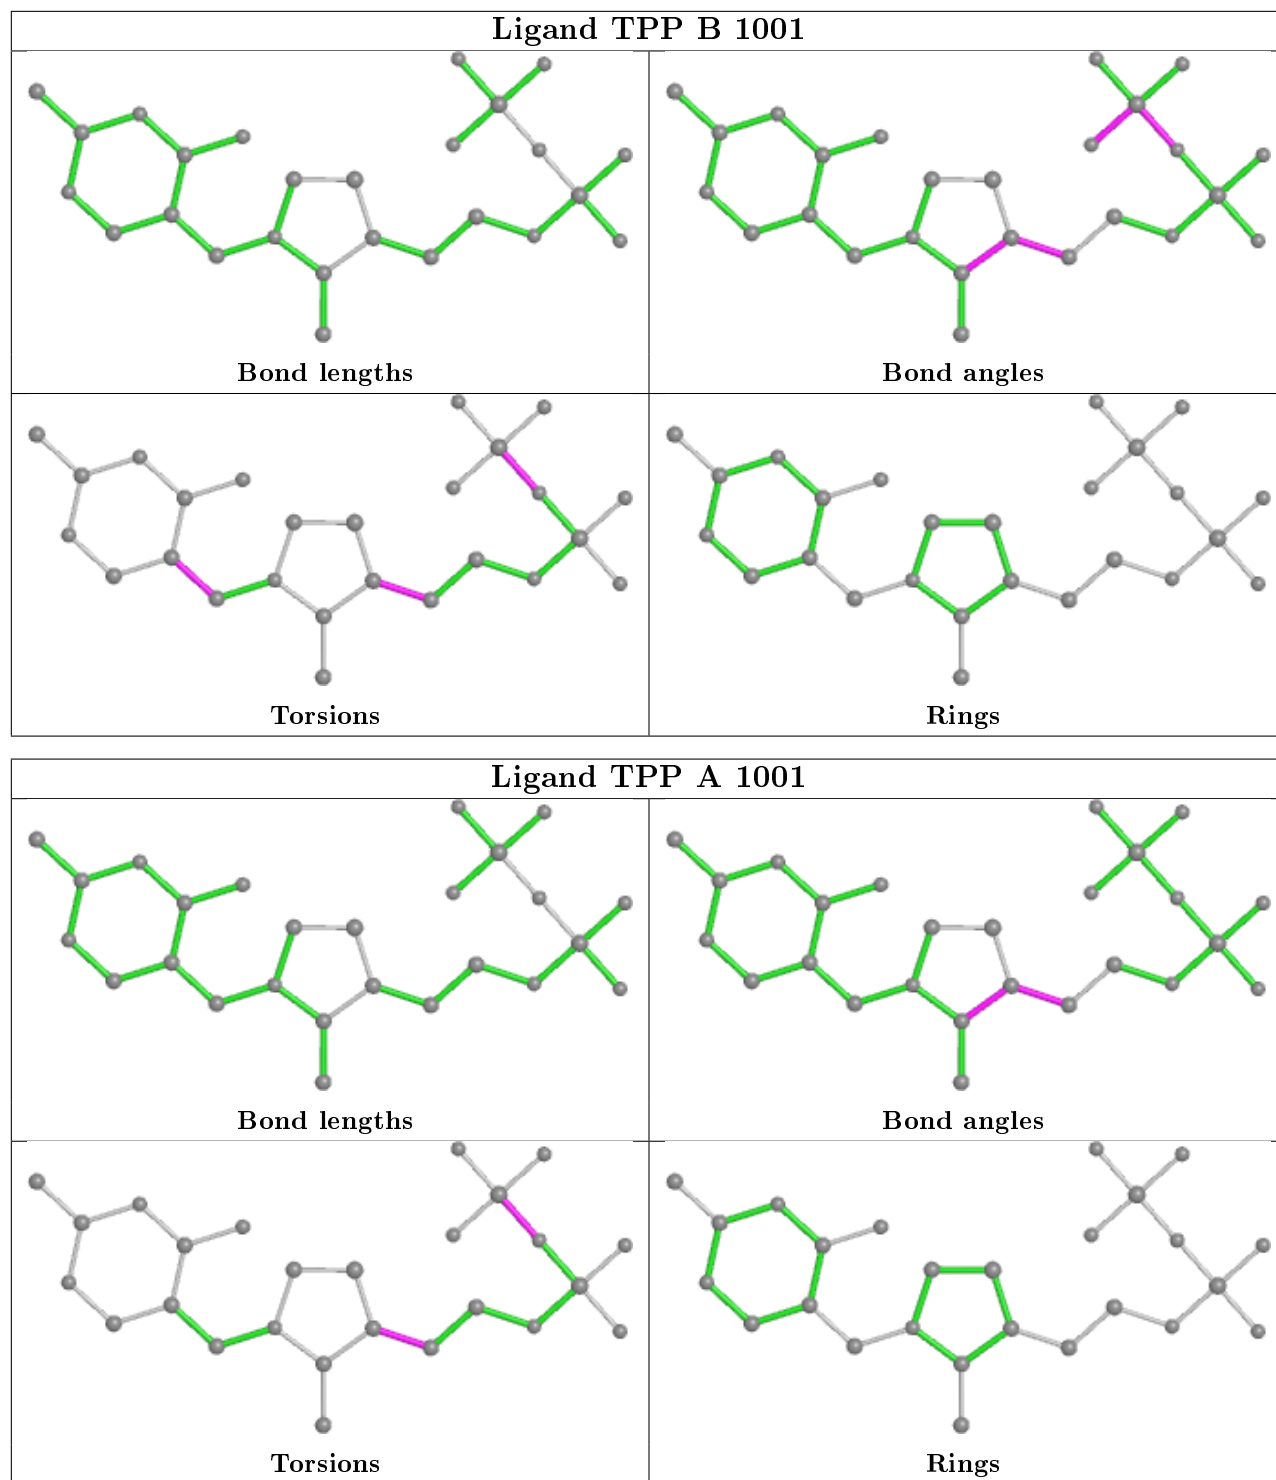 Ligand TPP B 1001
Bond lengths
Bond angles
Torsions
Rings
Ligand TPP A 1001
Bond lengths
Bond angles
Torsions
Rings